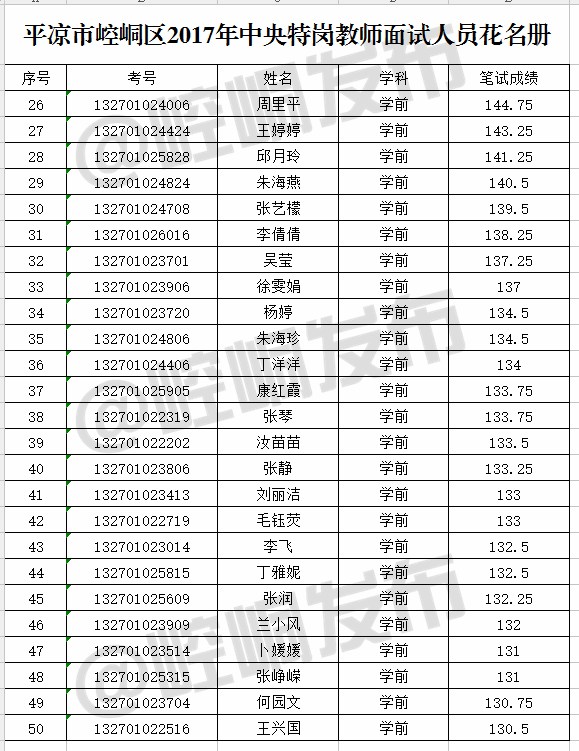 平凉市崆峒区2017年中央特岗教师面试人员花名册
序号 考号 姓名 学科 笔试成绩
26 132701024006 周里平 学前 144.75
27 132701024424 王婷婷 学前 143.25
28 132701025828 邱月玲 学前 141.25
29 132701024824 朱海燕 学前 140.5
30 132701024708 张艺檬 学前 139.5
31 132701026016 李倩倩 学前 138.25
32 132701023701 吴莹 学前 137.25
33 132701023906 徐雯娟 学前 137
34 132701023720 杨婷 学前 134.5
35 132701024806 朱海珍 学前 134.5
36 132701024406 丁洋洋 学前 134
37 132701025905 康红霞 学前 133.75
38 132701022319 张琴 学前 133.75
39 132701022202 汝苗苗 学前 133.5
40 132701023806 张静 学前 133.25
41 132701023413 刘丽洁 学前 133
42 132701022719 毛钰荧 学前 133
43 132701023014 李飞 学前 132.5
44 132701025815 丁雅妮 学前 132.5
45 132701025609 张润 学前 132.25
46 132701023909 兰小风 学前 132
47 132701023514 卜媛媛 学前 131
48 132701025315 张峥嵘 学前 131
49 132701023704 何园文 学前 130.75
50 132701022516 王兴国 学前 130.5
@崆峒发布
@崆峒发布
@崆峒发布